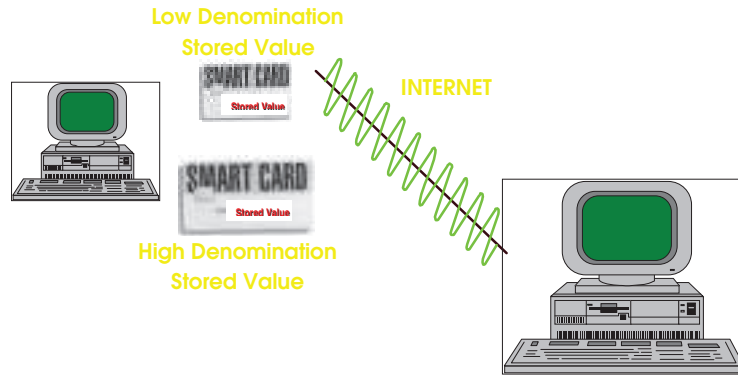 Low Denomination
Stored Value
SMART CARD
Stored Value
INTERNET
SMART CARD
Stored Value
High Denomination
Stored Value